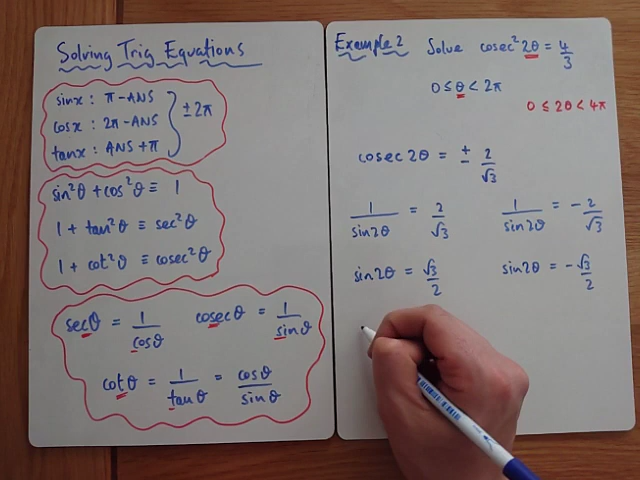 Solving Trig Equations
sinx : π-ANS
cosx : 2π-ANS
tanx : ANS+π
} ±2π
sin²θ + cos²θ ≡ 1
1 + tan²θ ≡ sec²θ
1 + cot²θ ≡ cosec²θ
secθ = 1/cosθ cosecθ = 1/sinθ
cotθ = 1/tanθ = cosθ/sinθ
Example 2 Solve cosec² 2θ = 4/3
0 ≤ θ < 2π
0 ≤ 2θ < 4π
cosec 2θ = ± 2/√3
1/sin2θ = 2/√3 1/sin2θ = -2/√3
sin2θ = √3/2 sin2θ = -√3/2